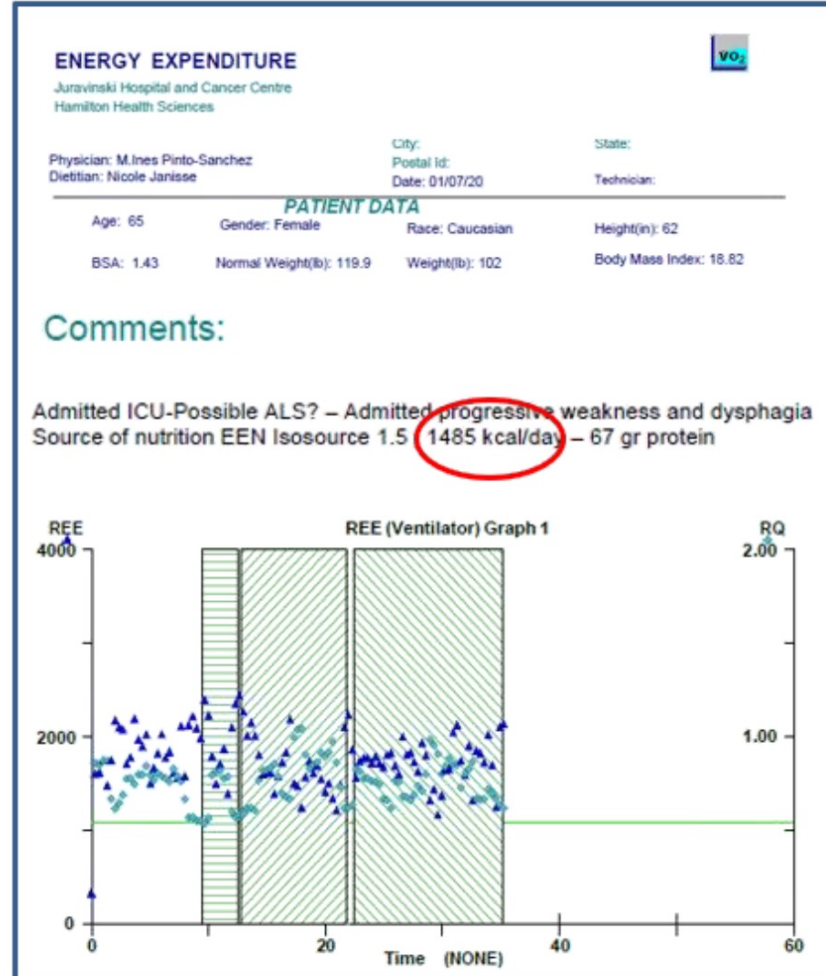 ENERGY EXPENDITURE
VO2
Juravinski Hospital and Cancer Centre
Hamilton Health Sciences
City: State:
Physician: M.Ines Pinto-Sanchez Postal Id:
Dietitian: Nicole Janisse Date: 01/07/20 Technician:
PATIENT DATA
Age: 65 Gender: Female Race: Caucasian Height(in): 62
BSA: 1.43 Normal Weight(lb): 119.9 Weight(lb): 102 Body Mass Index: 18.82
Comments:
Admitted ICU-Possible ALS? – Admitted progressive weakness and dysphagia
Source of nutrition EEN Isosource 1.5 1485 kcal/day – 67 gr protein
REE REE (Ventilator) Graph 1 RQ
4000 2.00
2000 1.00
0
0 20 40 60
Time (NONE)